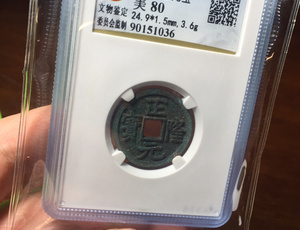 美 80
文物鉴定 24.9*1.5mm, 3.6g
委员会监制 90151036
正
隆
元
寳